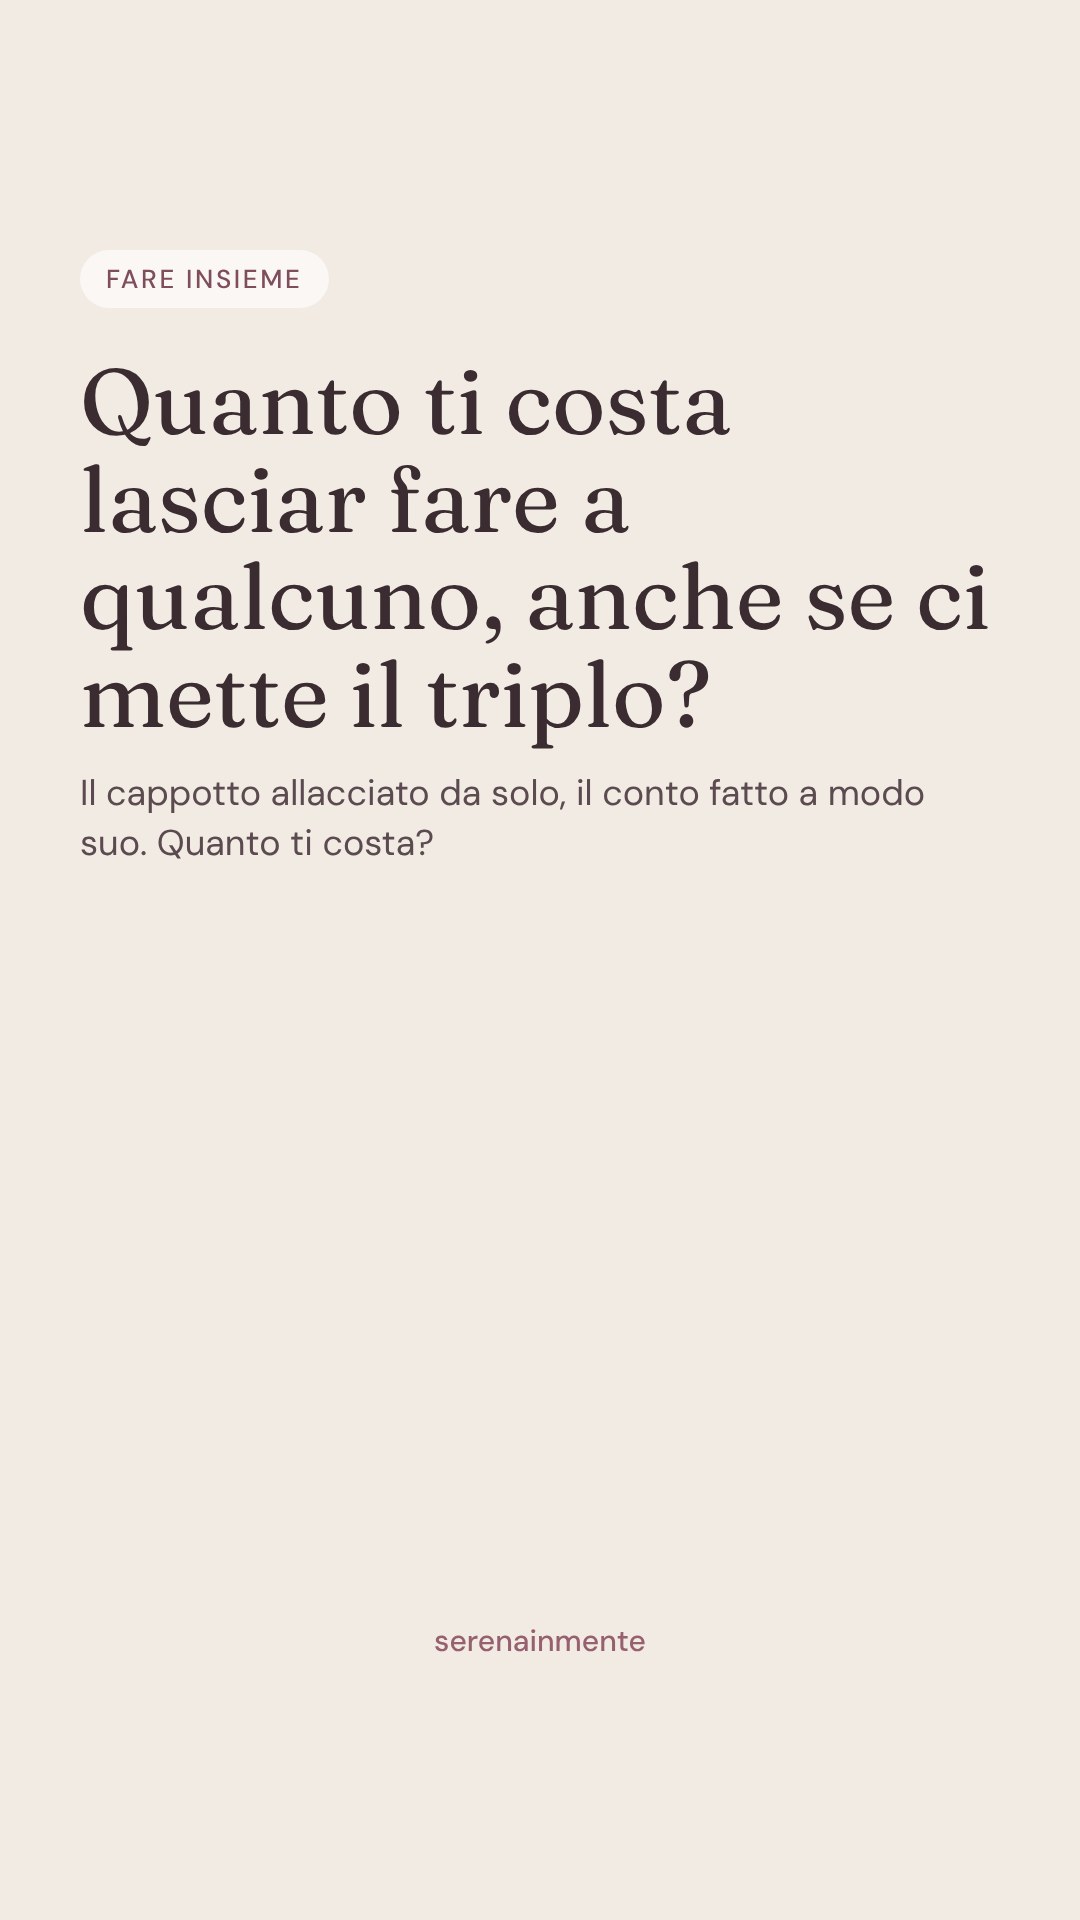 FARE INSIEME
Quanto ti costa
lasciar fare a
qualcuno, anche se ci
mette il triplo?
Il cappotto allacciato da solo, il conto fatto a modo
suo. Quanto ti costa?
serenainmente